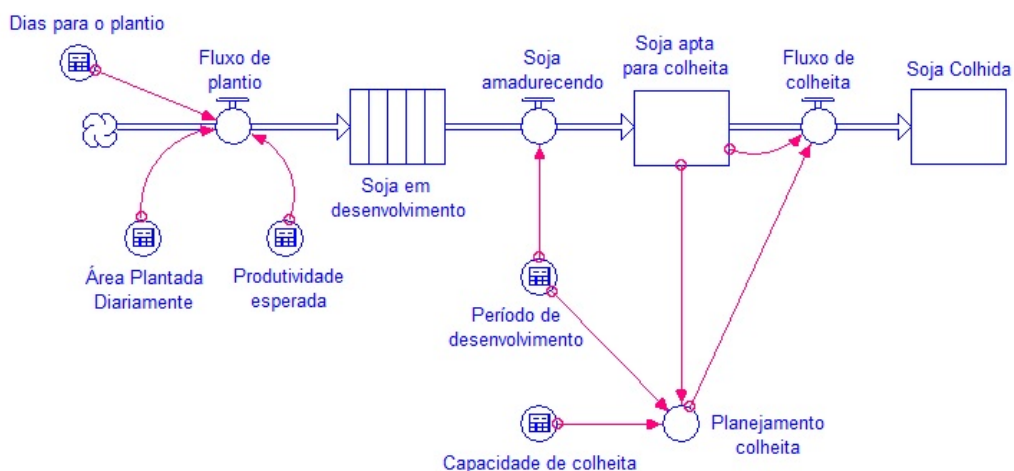 Dias para o plantio
Fluxo de
plantio
Soja
amadurecendo
Soja apta
para colheita
Fluxo de
colheita
Soja Colhida
Soja em
desenvolvimento
Área Plantada
Diariamente
Produtividade
esperada
Período de
desenvolvimento
Capacidade de colheita
Planejamento
colheita